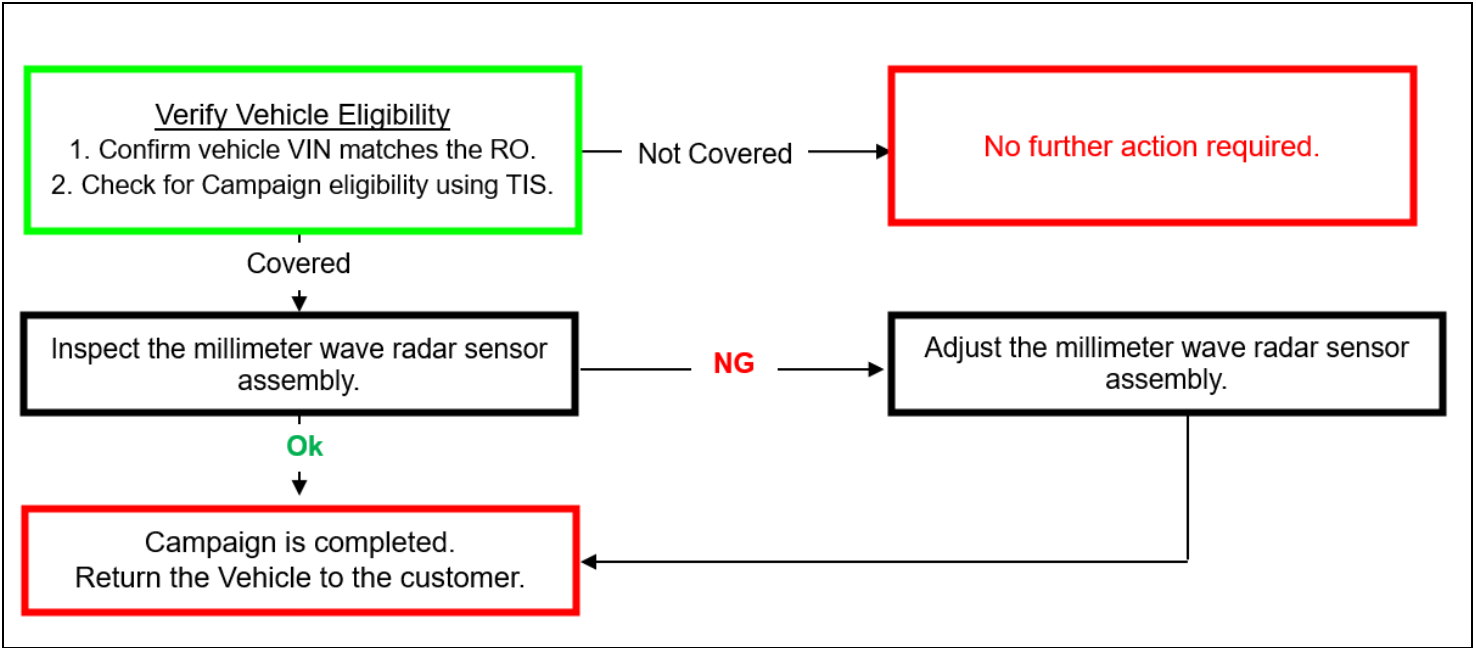 Verify Vehicle Eligibility
1. Confirm vehicle VIN matches the RO.
2. Check for Campaign eligibility using TIS.
Not Covered
No further action required.
Covered
Inspect the millimeter wave radar sensor
assembly.
NG
Adjust the millimeter wave radar sensor
assembly.
Ok
Campaign is completed.
Return the Vehicle to the customer.